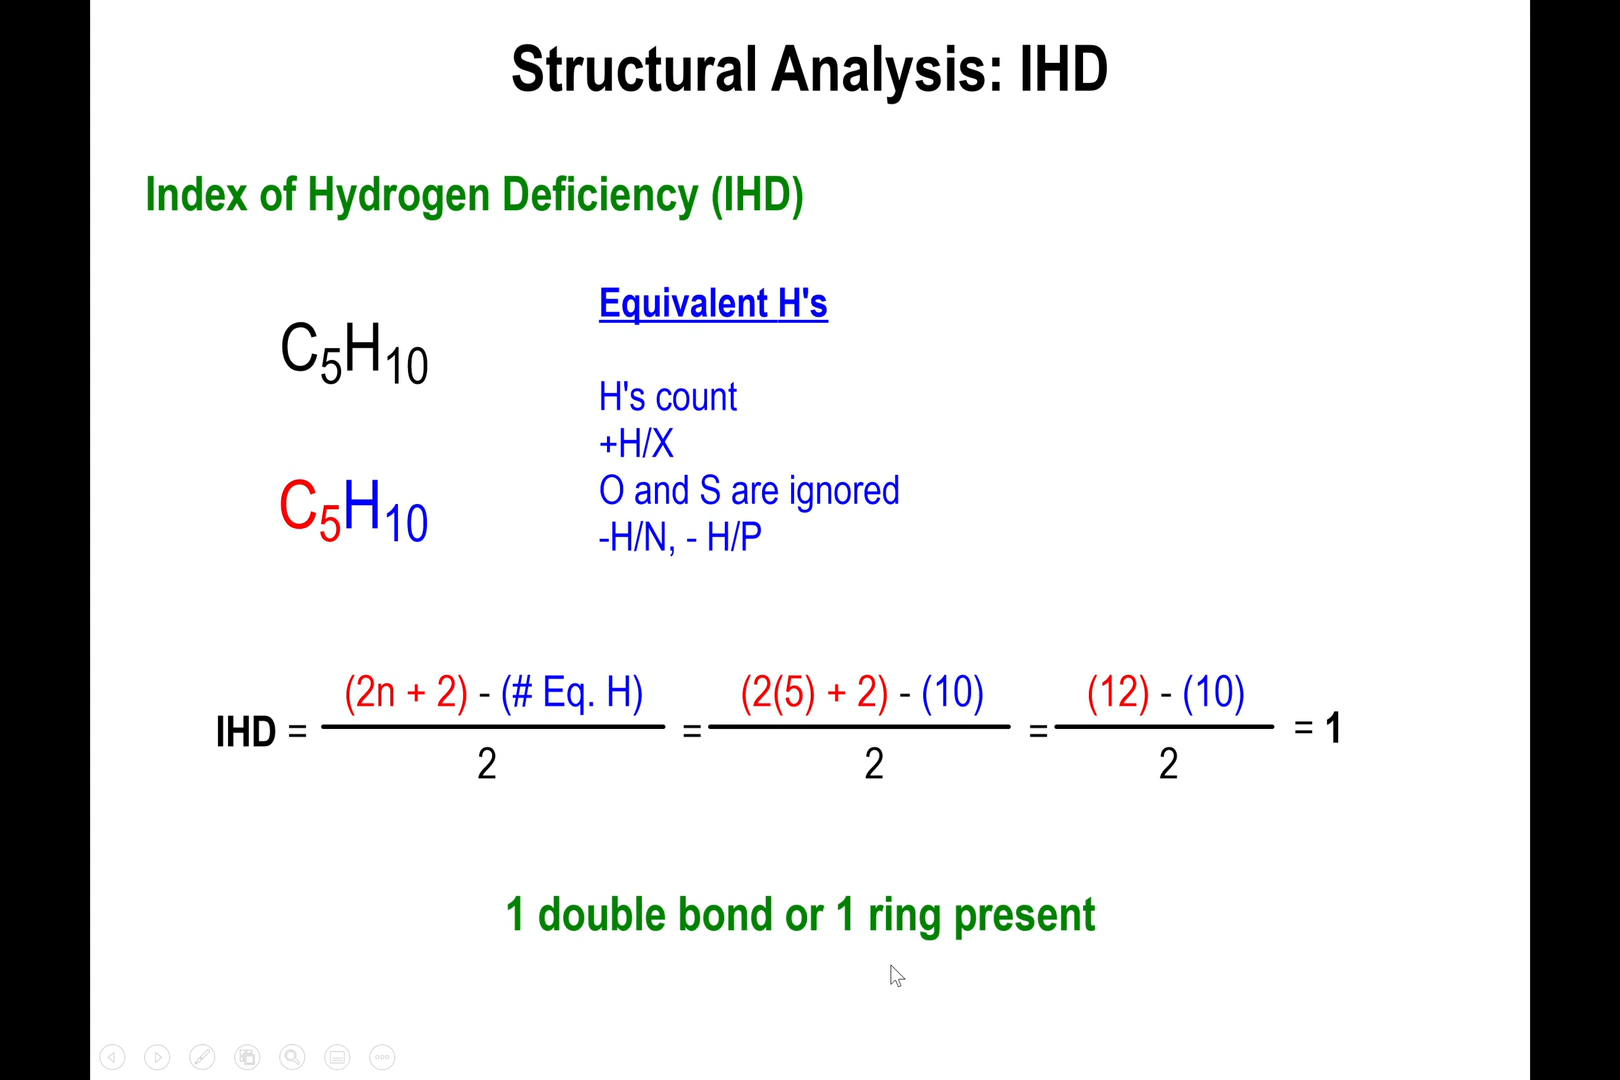 Structural Analysis: IHD
Index of Hydrogen Deficiency (IHD)
Equivalent H's
C5H10
H's count
+H/X
C5H10
O and S are ignored
-H/N, - H/P
IHD = (2n + 2) - (# Eq. H) / 2 = (2(5) + 2) - (10) / 2 = (12) - (10) / 2 = 1
1 double bond or 1 ring present